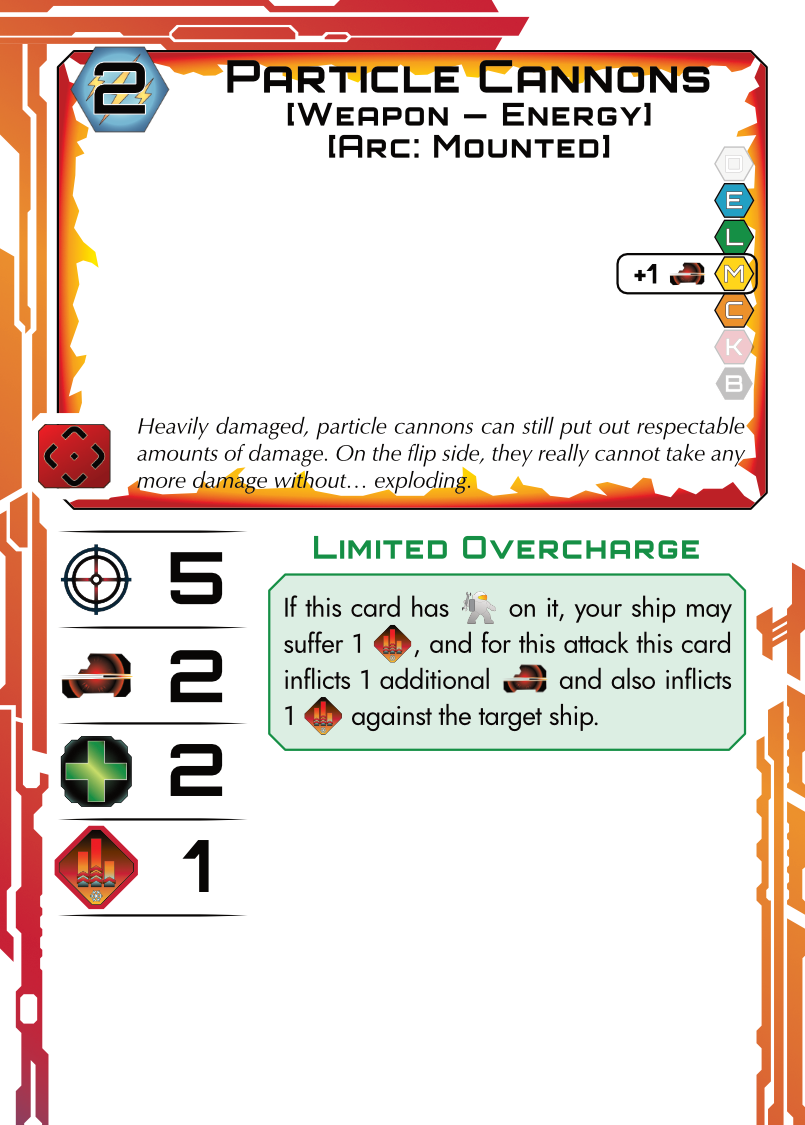 2
Particle Cannons
[Weapon – Energy]
[Arc: Mounted]
D
E
L
+1 M
C
K
B
Heavily damaged, particle cannons can still put out respectable
amounts of damage. On the flip side, they really cannot take any
more damage without… exploding.
5
2
2
1
Limited Overcharge
If this card has on it, your ship may
suffer 1 , and for this attack this card
inflicts 1 additional and also inflicts
1 against the target ship.